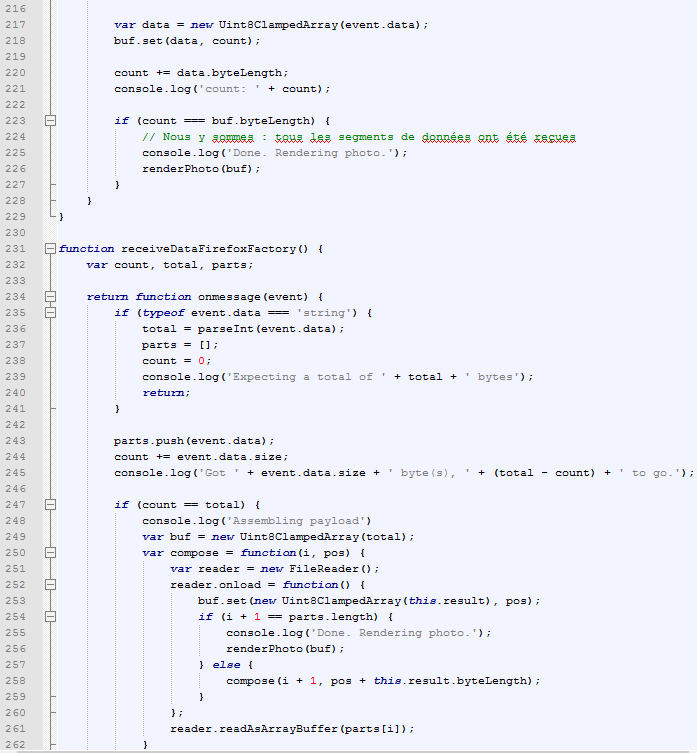 216
217 var data = new Uint8ClampedArray(event.data);
218 buf.set(data, count);
219
220 count += data.byteLength;
221 console.log('count: ' + count);
222
223 if (count === buf.byteLength) {
224 // Nous y sommes : tous les segments de données ont été reçues
225 console.log('Done. Rendering photo.');
226 renderPhoto(buf);
227 }
228 }
229 }
230
231 function receiveDataFirefoxFactory() {
232 var count, total, parts;
233
234 return function onmessage(event) {
235 if (typeof event.data === 'string') {
236 total = parseInt(event.data);
237 parts = [];
238 count = 0;
239 console.log('Expecting a total of ' + total + ' bytes');
240 return;
241 }
242
243 parts.push(event.data);
244 count += event.data.size;
245 console.log('Got ' + event.data.size + ' byte(s), ' + (total - count) + ' to go.');
246
247 if (count == total) {
248 console.log('Assembling payload')
249 var buf = new Uint8ClampedArray(total);
250 var compose = function(i, pos) {
251 var reader = new FileReader();
252 reader.onload = function() {
253 buf.set(new Uint8ClampedArray(this.result), pos);
254 if (i + 1 == parts.length) {
255 console.log('Done. Rendering photo.');
256 renderPhoto(buf);
257 } else {
258 compose(i + 1, pos + this.result.byteLength);
259 }
260 };
261 reader.readAsArrayBuffer(parts[i]);
262 }